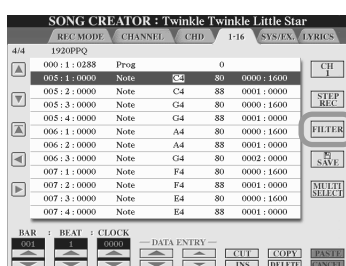 SONG CREATOR : Twinkle Twinkle Little Star
REC MODE CHANNEL CHD 1-16 SYS/EX. LYRICS
4/4 1920PPQ
000 : 1 : 0288 Prog 0
CH 1
005 : 1 : 0000 Note C4 80 0000 : 1600
005 : 2 : 0000 Note C4 88 0001 : 0000
005 : 3 : 0000 Note G4 80 0000 : 1600
STEP REC
005 : 4 : 0000 Note G4 88 0001 : 0000
006 : 1 : 0000 Note A4 80 0000 : 1600
FILTER
006 : 2 : 0000 Note A4 88 0001 : 0000
006 : 3 : 0000 Note G4 80 0002 : 0000
SAVE
007 : 1 : 0000 Note F4 80 0000 : 1600
007 : 2 : 0000 Note F4 88 0001 : 0000
MULTI SELECT
007 : 3 : 0000 Note E4 80 0000 : 1600
007 : 4 : 0000 Note E4 88 0001 : 0000
BAR : BEAT : CLOCK
001 1 0000 DATA ENTRY
CUT COPY PASTE
INS DELETE CANCEL